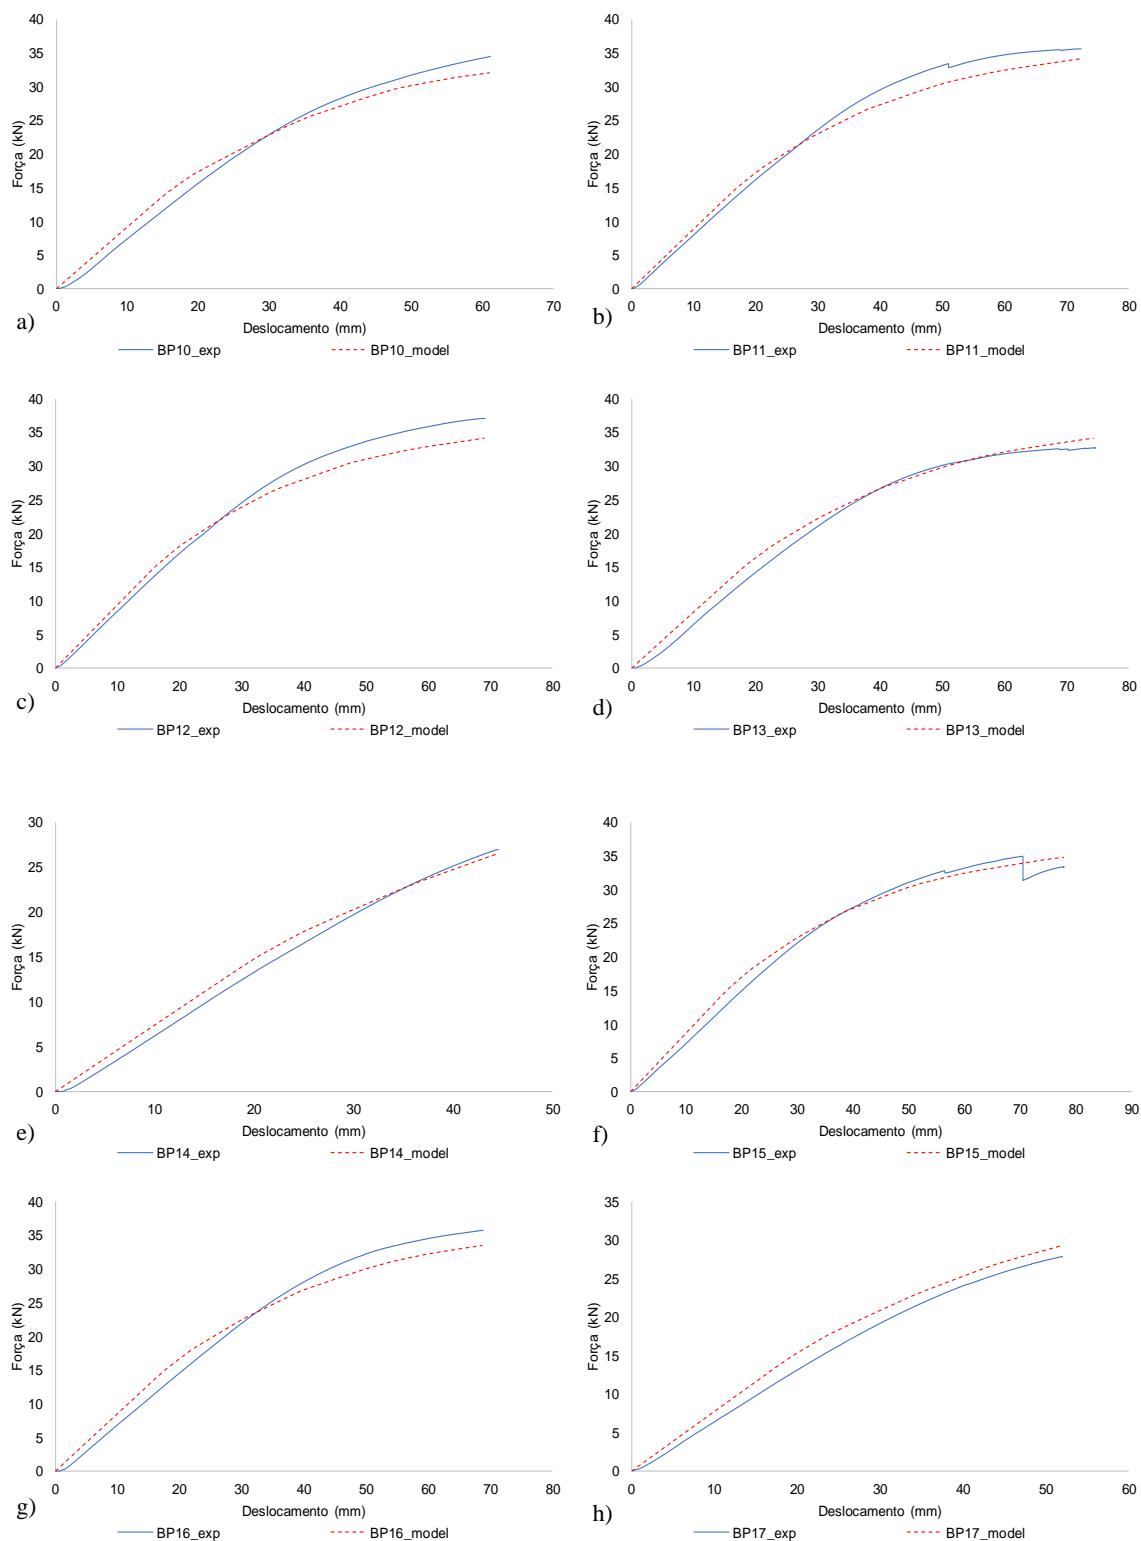 40
35
30
25
20
15
10
5
0
Força (kN)
0 10 20 30 40 50 60 70
Deslocamento (mm)
a)
BP10_exp BP10_model
40
35
30
25
20
15
10
5
0
Força (kN)
0 10 20 30 40 50 60 70 80
Deslocamento (mm)
b)
BP11_exp BP11_model
40
35
30
25
20
15
10
5
0
Força (kN)
0 10 20 30 40 50 60 70 80
Deslocamento (mm)
c)
BP12_exp BP12_model
40
35
30
25
20
15
10
5
0
Força (kN)
0 10 20 30 40 50 60 70 80
Deslocamento (mm)
d)
BP13_exp BP13_model
30
25
20
15
10
5
0
Força (kN)
0 10 20 30 40 50
Deslocamento (mm)
e)
BP14_exp BP14_model
40
35
30
25
20
15
10
5
0
Força (kN)
0 10 20 30 40 50 60 70 80 90
Deslocamento (mm)
f)
BP15_exp BP15_model
40
35
30
25
20
15
10
5
0
Força (kN)
0 10 20 30 40 50 60 70 80
Deslocamento (mm)
g)
BP16_exp BP16_model
35
30
25
20
15
10
5
0
Força (kN)
0 10 20 30 40 50 60
Deslocamento (mm)
h)
BP17_exp BP17_model